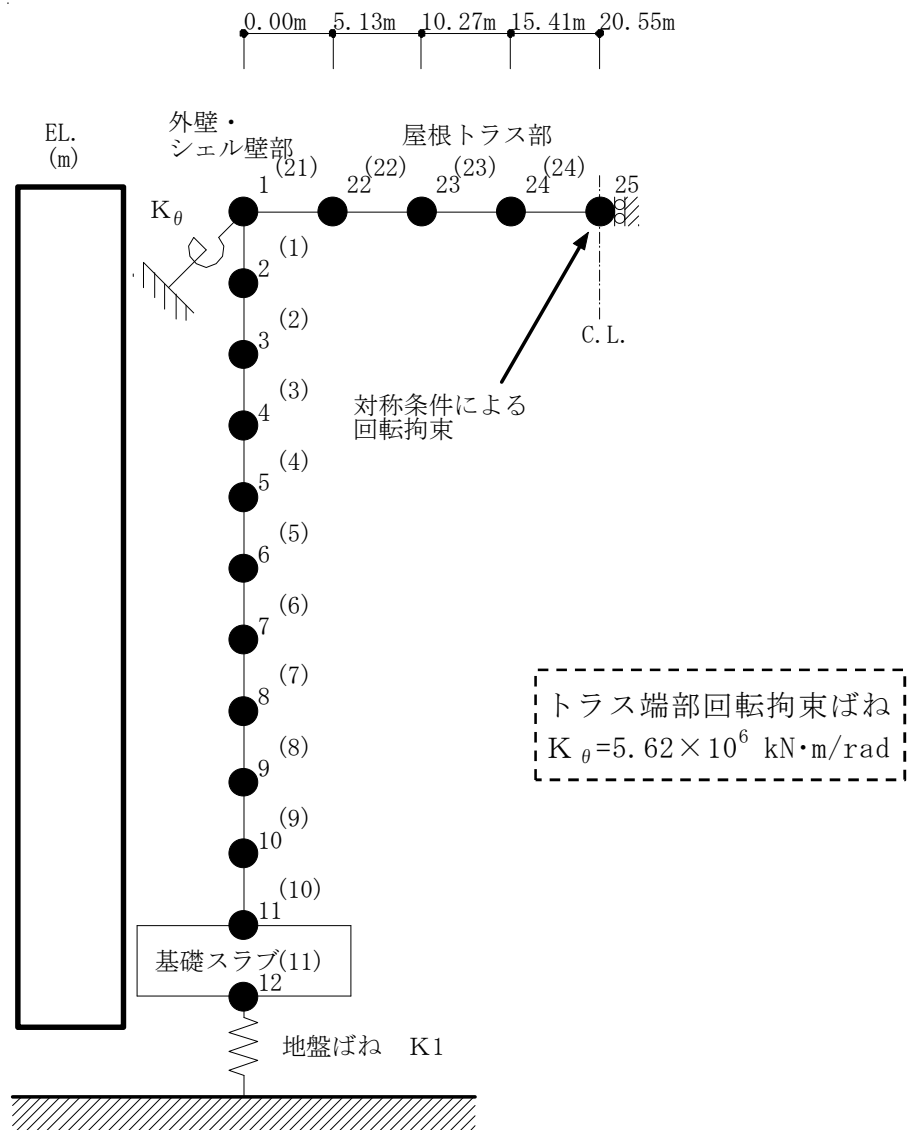 0.00m 5.13m 10.27m 15.41m 20.55m
EL.
(m)
外壁・
シェル壁部
屋根トラス部
1 (21) 22 (22) 23 (23) 24 (24) 25
Kθ
(1)
2
(2)
3
(3)
4
(4)
5
(5)
6
(6)
7
(7)
8
(8)
9
(9)
10
(10)
11
基礎スラブ(11)
12
地盤ばね K1
C.L.
対称条件による
回転拘束
トラス端部回転拘束ばね
Kθ=5.62×10⁶ kN・m/rad